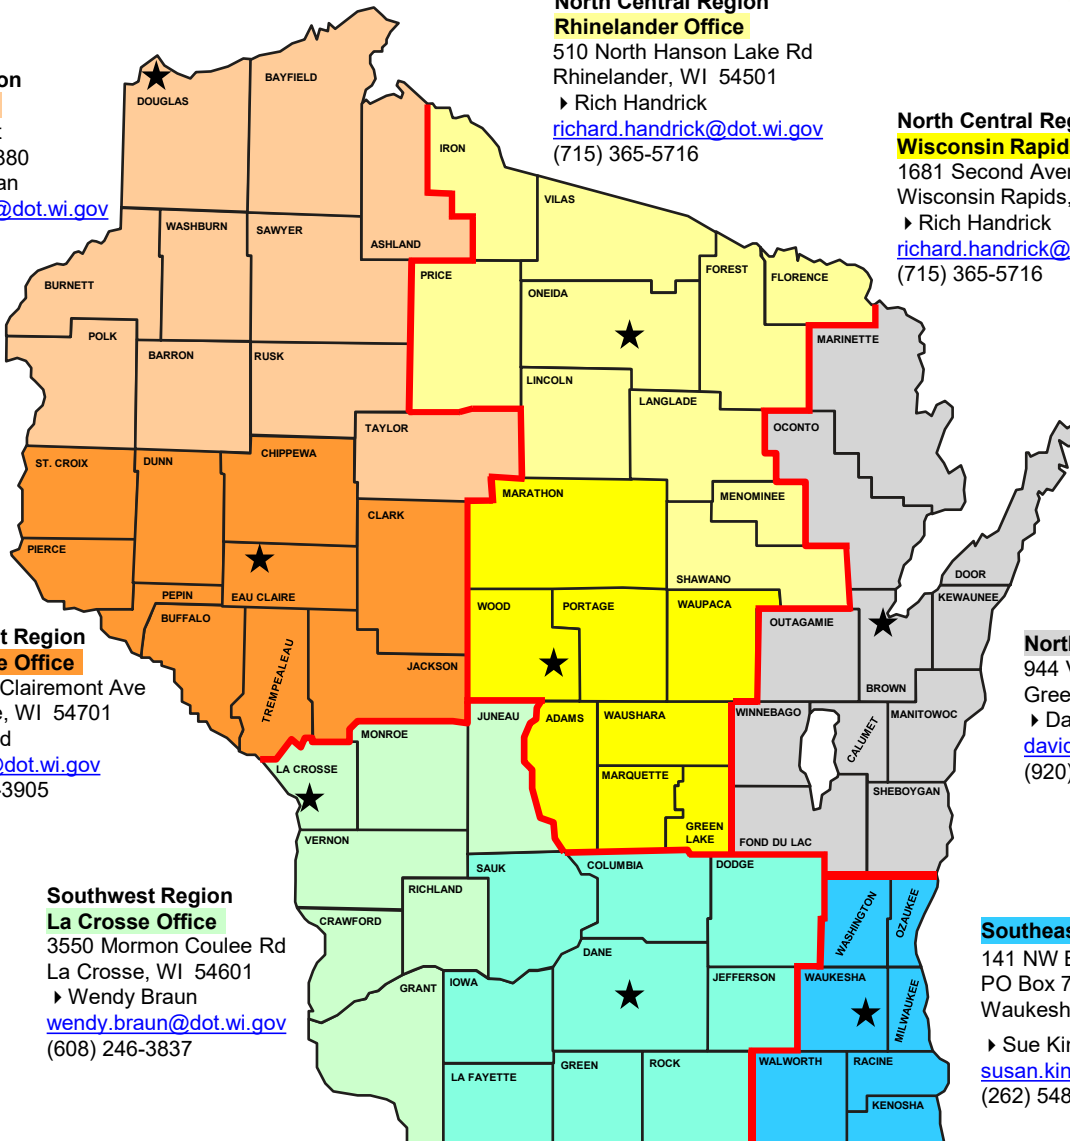 North Central Region
Rhinelander Office
510 North Hanson Lake Rd
Rhinelander, WI  54501
Rich Handrick
richard.handrick@dot.wi.gov
(715) 365-5716
@dot.wi.gov
North Central Reg
Wisconsin Rapid
1681 Second Aver
Wisconsin Rapids,
Rich Handrick
richard.handrick@
(715) 365-5716
DOUGLAS
BAYFIELD
IRON
VILAS
WASHBURN
SAWYER
ASHLAND
PRICE
FOREST
FLORENCE
BURNETT
ONEIDA
POLK
MARINETTE
BARRON
RUSK
LINCOLN
LANGLADE
TAYLOR
OCONTO
ST. CROIX
DUNN
CHIPPEWA
MARATHON
MENOMINEE
CLARK
PIERCE
SHAWANO
DOOR
PEPIN
EAU CLAIRE
WOOD
PORTAGE
WAUPACA
KEWAUNEE
BUFFALO
OUTAGAMIE
TREMPEALEAU
JACKSON
BROWN
t Region
e Office
Clairemont Ave
e, WI  54701
d
@dot.wi.gov
-3905
North
944 V
Gree
Da
david
(920)
JUNEAU
ADAMS
WAUSHARA
WINNEBAGO
CALUMET
MANITOWOC
MONROE
LA CROSSE
MARQUETTE
SHEBOYGAN
GREEN
LAKE
FOND DU LAC
VERNON
SAUK
COLUMBIA
DODGE
RICHLAND
CRAWFORD
WASHINGTON
OZAUKEE
Southwest Region
La Crosse Office
3550 Mormon Coulee Rd
La Crosse, WI  54601
Wendy Braun
wendy.braun@dot.wi.gov
(608) 246-3837
DANE
GRANT
IOWA
JEFFERSON
WAUKESHA
MILWAUKEE
LA FAYETTE
GREEN
ROCK
WALWORTH
RACINE
KENOSHA
Southeas
141 NW B
PO Box 7
Waukesh
Sue Kin
susan.kin
(262) 548